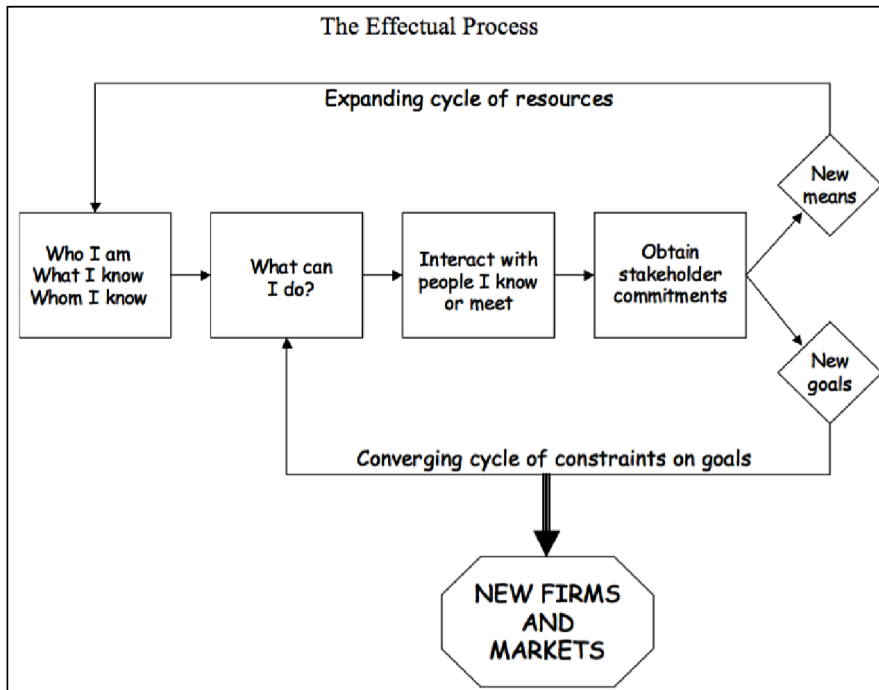 The Effectual Process
Expanding cycle of resources
New
means
Who I am
What I know
Whom I know
What can
I do?
Interact with
people I know
or meet
Obtain
stakeholder
commitments
New
goals
Converging cycle of constraints on goals
NEW FIRMS
AND
MARKETS